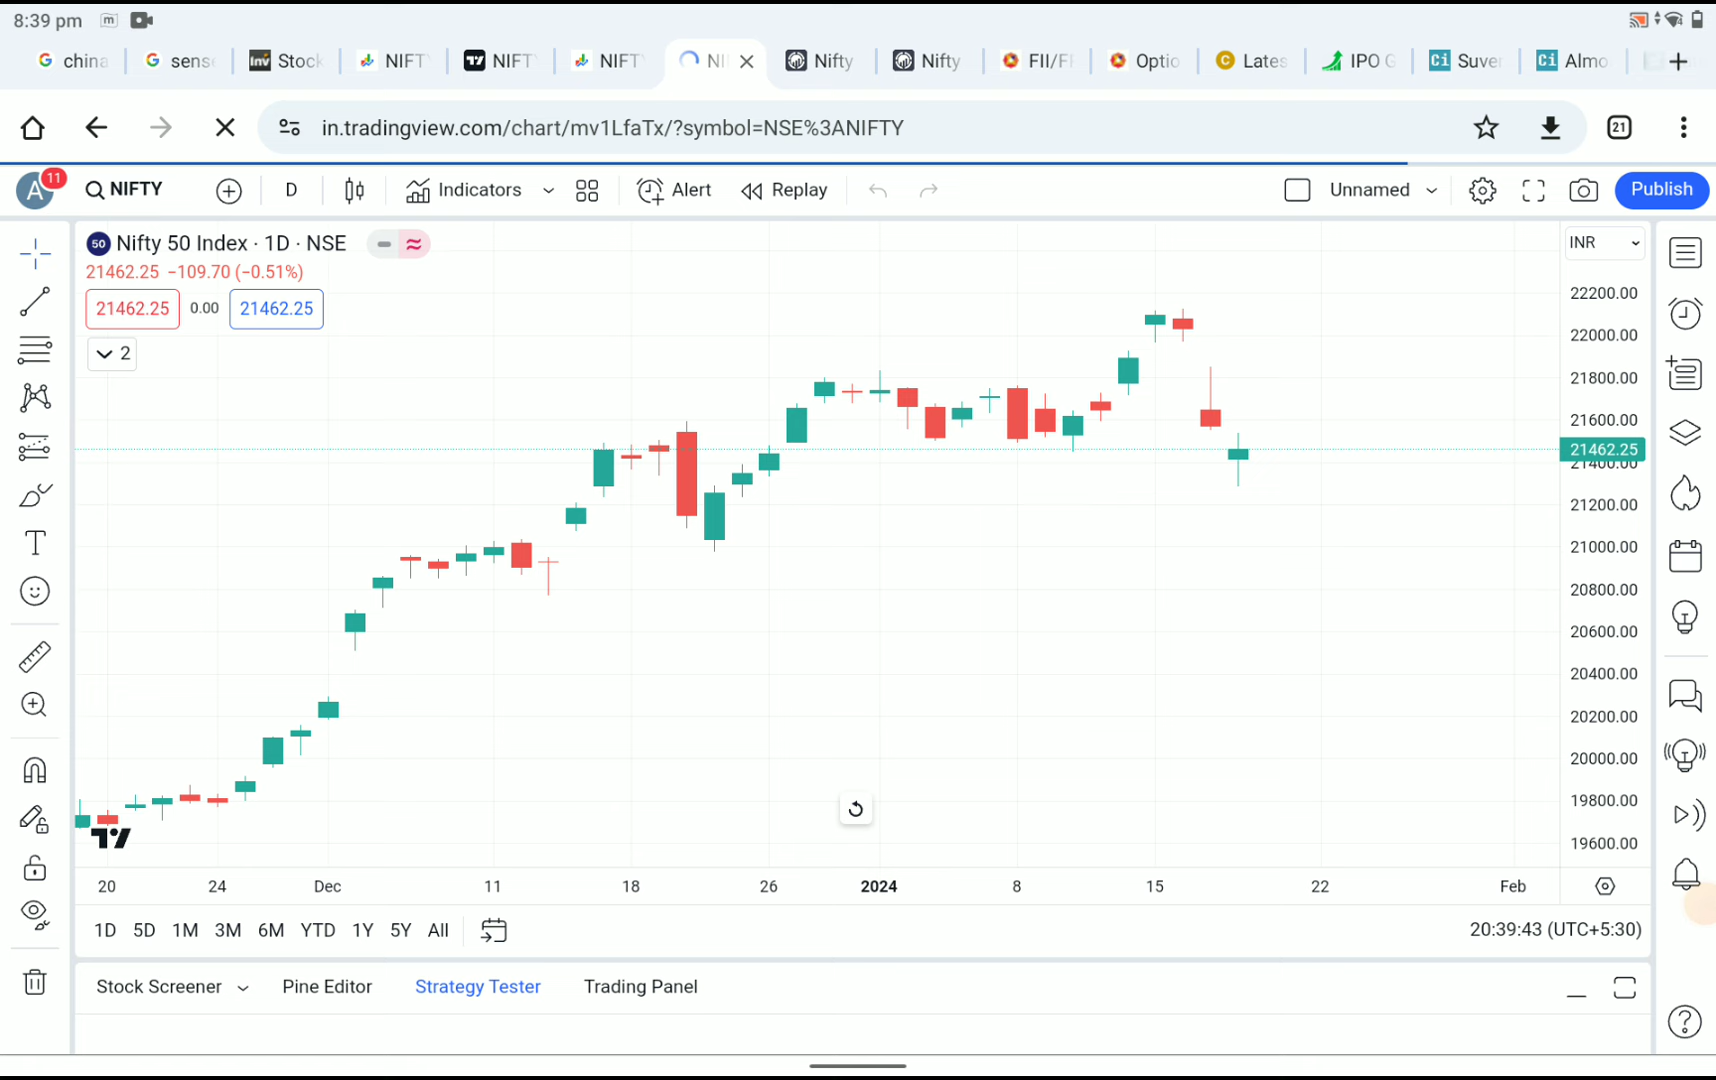 8:39 pm
china
sens
Stock
NIFT
NIFT
NIFT
NI
Nifty
Nifty
FII/F
Optio
Lates
IPO G
Suve
Almo
in.tradingview.com/chart/mv1LfaTx/?symbol=NSE%3ANIFTY
21
A
11
NIFTY
D
Indicators
Alert
Replay
Unnamed
Publish
50 Nifty 50 Index · 1D · NSE
INR
21462.25 −109.70 (−0.51%)
21462.25
0.00
21462.25
2
22200.00
22000.00
21800.00
21600.00
21462.25
21400.00
21200.00
21000.00
20800.00
20600.00
20400.00
20200.00
20000.00
19800.00
19600.00
20
24
Dec
11
18
26
2024
8
15
22
Feb
1D 5D 1M 3M 6M YTD 1Y 5Y All
20:39:43 (UTC+5:30)
Stock Screener
Pine Editor
Strategy Tester
Trading Panel